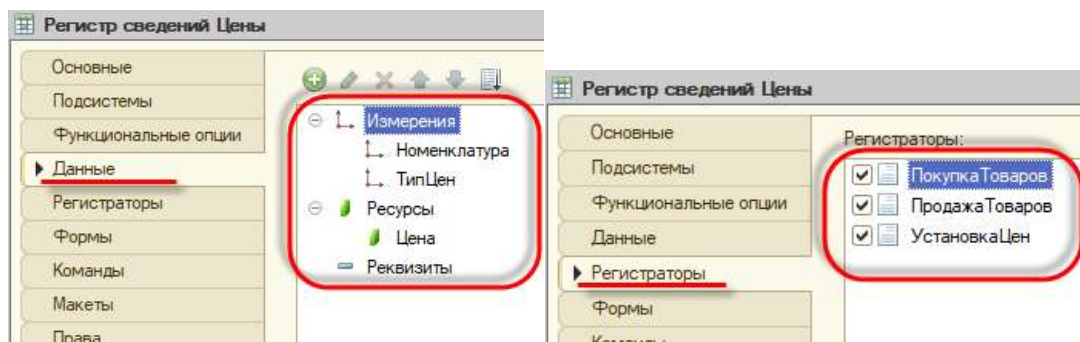 Регистр сведений Цены
Основные
Подсистемы
Функциональные опции
Данные
Регистраторы
Формы
Команды
Макеты
Права
Измерения
Номенклатура
ТипЦен
Ресурсы
Цена
Реквизиты
Регистр сведений Цены
Основные
Подсистемы
Функциональные опции
Данные
Регистраторы
Формы
Команды
Регистраторы:
ПокупкаТоваров
ПродажаТоваров
УстановкаЦен